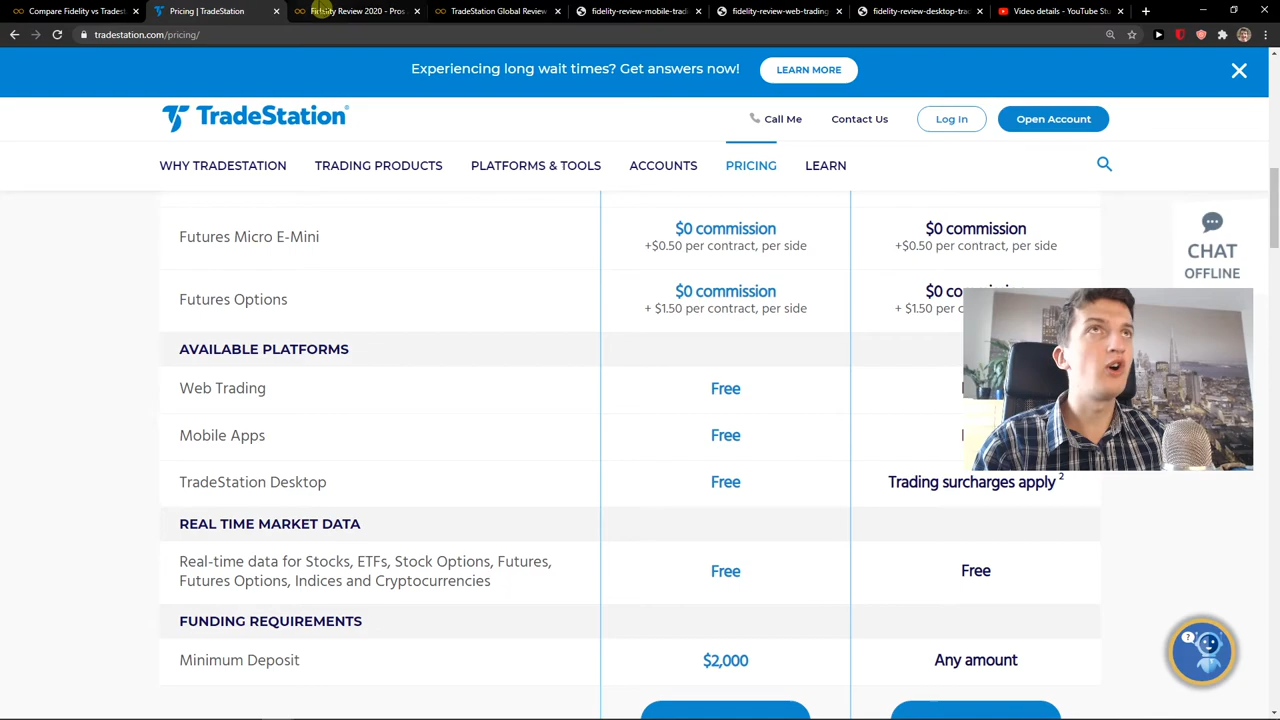 Compare Fidelity vs Tradest
Pricing | TradeStation
Fidelity Review 2020 - Pros
TradeStation Global Review
fidelity-review-mobile-tradi
fidelity-review-web-trading
fidelity-review-desktop-trac
Video details - YouTube Stu
tradestation.com/pricing/
Experiencing long wait times? Get answers now!
LEARN MORE
TradeStation
Call Me
Contact Us
Log In
Open Account
WHY TRADESTATION
TRADING PRODUCTS
PLATFORMS & TOOLS
ACCOUNTS
PRICING
LEARN
Futures Micro E-Mini
$0 commission
+$0.50 per contract, per side
$0 commission
+$0.50 per contract, per side
CHAT
OFFLINE
Futures Options
$0 commission
+ $1.50 per contract, per side
$0 co
+ $1.50 per c
AVAILABLE PLATFORMS
Web Trading
Free
Mobile Apps
Free
TradeStation Desktop
Free
Trading surcharges apply 2
REAL TIME MARKET DATA
Real-time data for Stocks, ETFs, Stock Options, Futures,
Futures Options, Indices and Cryptocurrencies
Free
Free
FUNDING REQUIREMENTS
Minimum Deposit
$2,000
Any amount